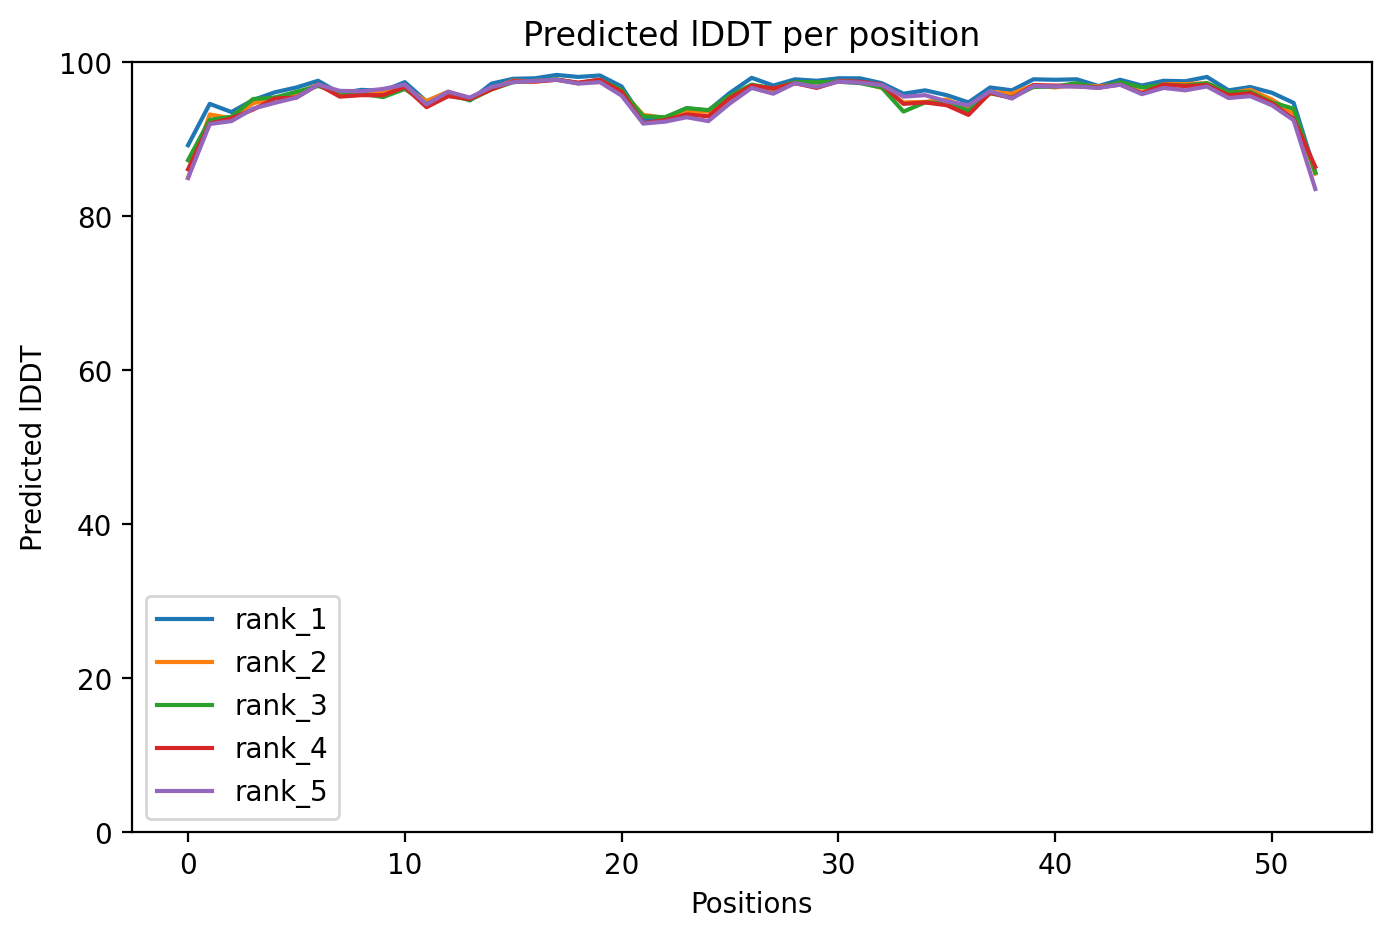 Predicted lDDT per position
100
80
60
40
20
0
Predicted lDDT
rank_1
rank_2
rank_3
rank_4
rank_5
0 10 20 30 40 50
Positions